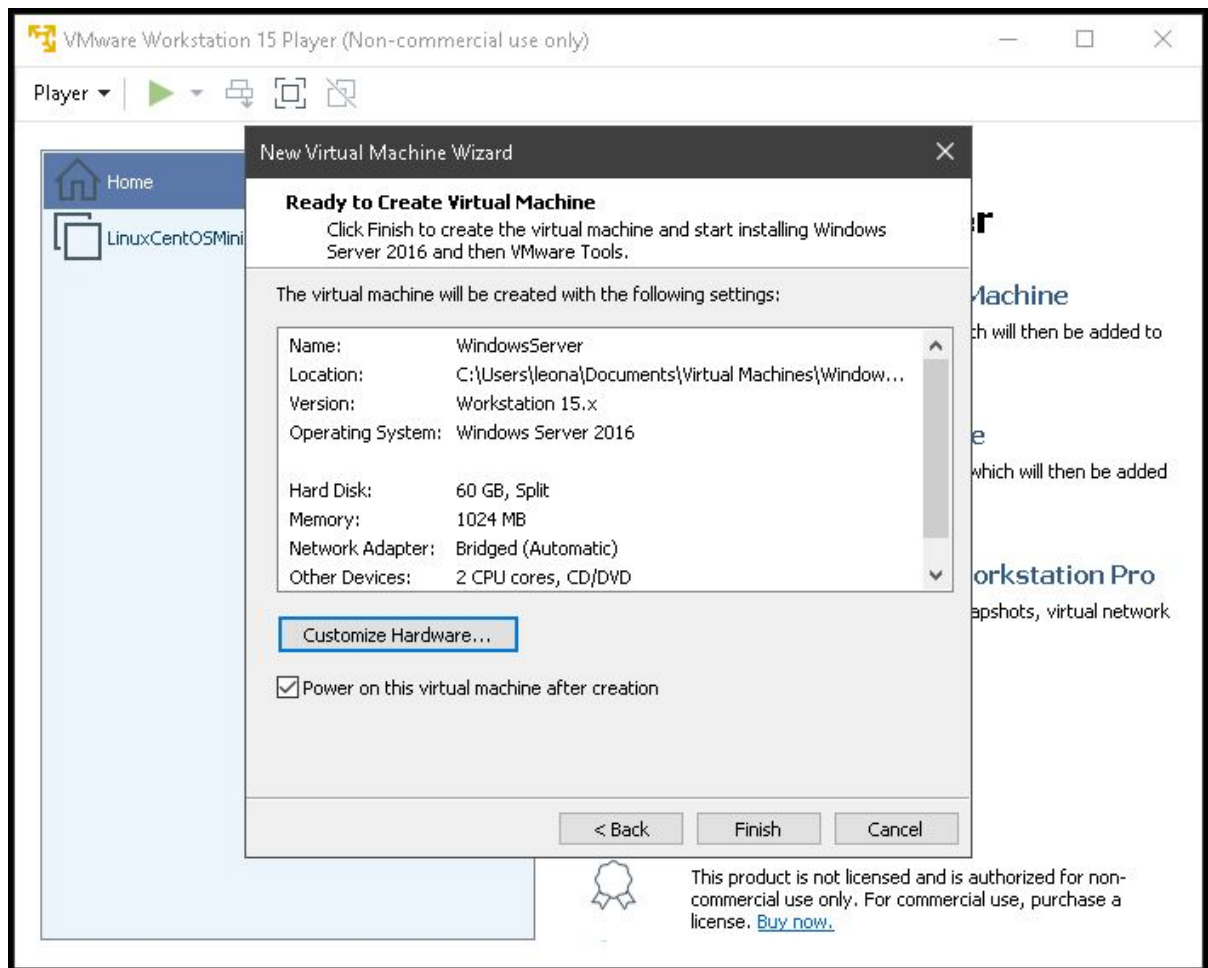 VMware Workstation 15 Player (Non-commercial use only)
Player
Home
LinuxCentOSMini
New Virtual Machine Wizard
Ready to Create Virtual Machine
Click Finish to create the virtual machine and start installing Windows
Server 2016 and then VMware Tools.
The virtual machine will be created with the following settings:
Name: WindowsServer
Location: C:\Users\leona\Documents\Virtual Machines\Window...
Version: Workstation 15.x
Operating System: Windows Server 2016
Hard Disk: 60 GB, Split
Memory: 1024 MB
Network Adapter: Bridged (Automatic)
Other Devices: 2 CPU cores, CD/DVD
Customize Hardware...
Power on this virtual machine after creation
< Back Finish Cancel
r
Machine
ch will then be added to
e
which will then be added
orkstation Pro
apshots, virtual network
This product is not licensed and is authorized for non-
commercial use only. For commercial use, purchase a
license. Buy now.